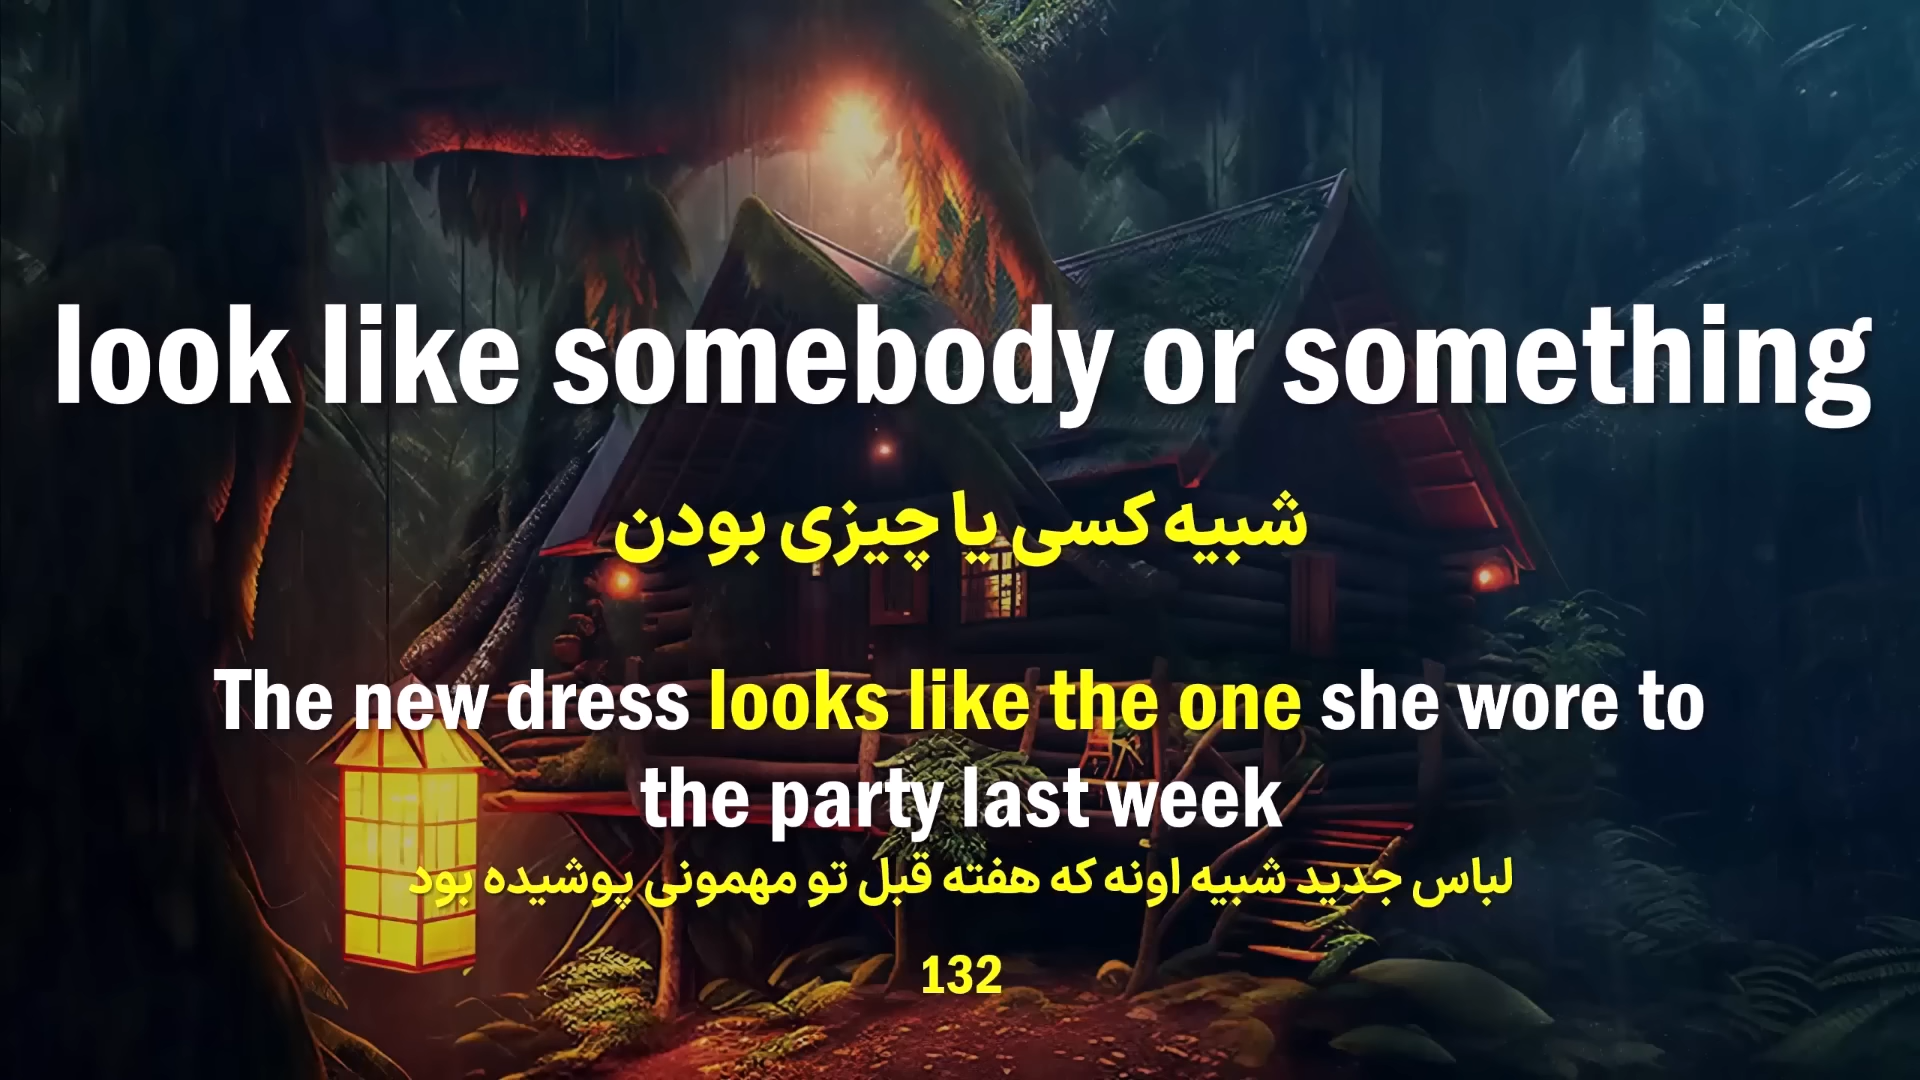 look like somebody or something
شبیه کسی یا چیزی بودن
The new dress looks like the one she wore to
the party last week
لباس جدید شبیه اونه که هفته قبل تو مهمونی پوشیده بود
132